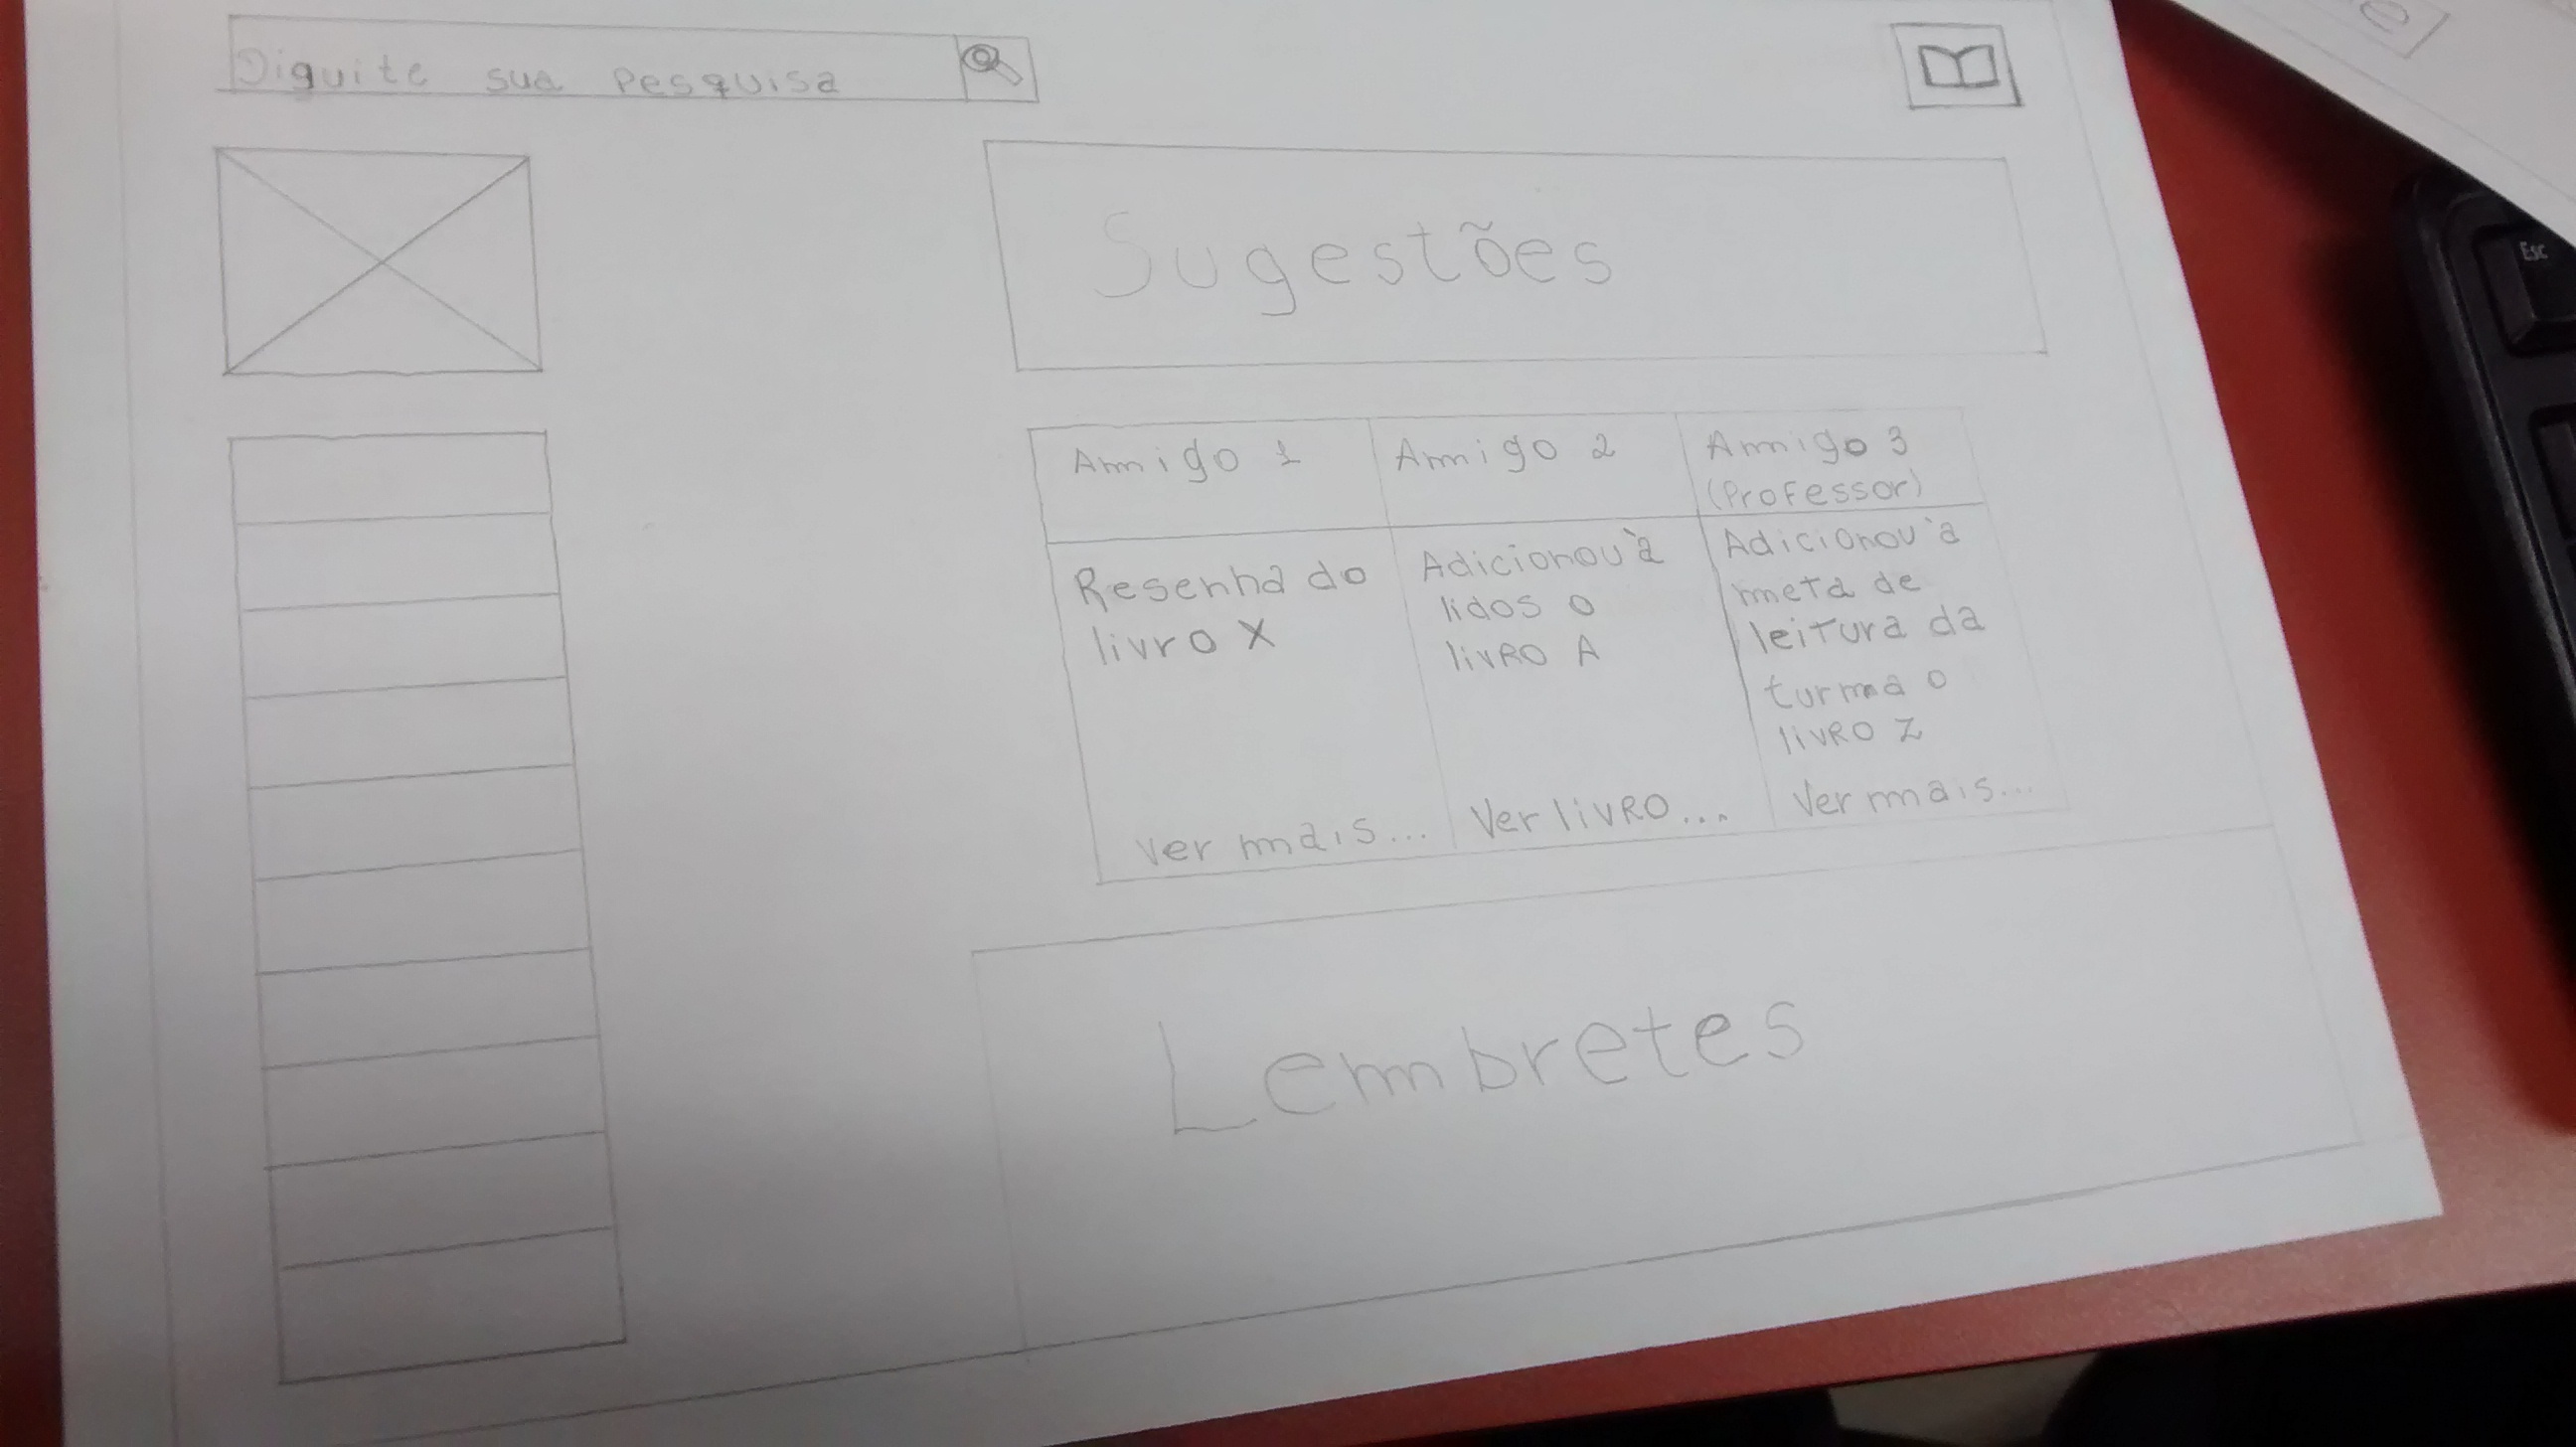 Diguite sua Pesquisa
Sugestões
Amigo 1
Resenha do
livro X
ver mais...
Amigo 2
Adicionou à
lidos o
livRO A
Ver livRO...
Amigo 3
(ProFessor)
Adicionou à
meta de
leitura da
turma o
livRO Z
Ver mais...
Lembretes
Esc